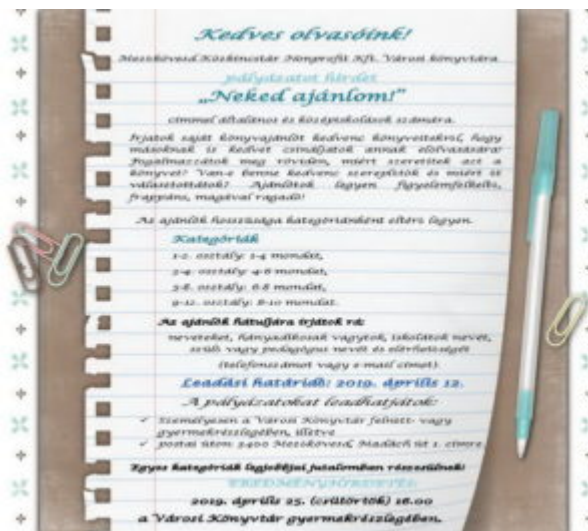 Kedves olvasóink!
Mezőkövesd Közkincstár Nonprofit Kft. Városi Könyvtára
pályázatot hirdet
„Neked ajánlom!”
címmel általános és középiskolások számára.
Írjatok saját könyvajánlót kedvenc könyveitekről, hogy
másoknak is kedvet csináljatok annak elolvasására!
Fogalmazzátok meg röviden, miért szeretitek azt a
könyvet? Van-e benne kedvenc szereplőtök és miért őt
választottátok? Ajánlótok legyen figyelemfelkeltő,
frappáns, magával ragadó!
Az ajánlók hosszúsága kategóriánként eltérő legyen.
Kategóriák
1-2. osztály: 1-4 mondat,
3-4. osztály: 4-6 mondat,
5-8. osztály: 6-8 mondat,
9-12. osztály: 8-10 mondat.
Az ajánlók hátuljára írjátok rá:
neveteket, hányadikosak vagytok, iskolátok nevét,
szülő vagy pedagógus nevét és elérhetőségét
(telefonszámot vagy e-mail címet).
Leadási határidő: 2019. április 12.
A pályázatokat leadhatjátok:
✓ Személyesen a Városi Könyvtár felnőtt- vagy
gyermekrészlegében, illetve
✓ postai úton: 3400 Mezőkövesd, Madách út 1. címre
Egyes kategóriák legjobbjai jutalomban részesülnek!
EREDMÉNYHIRDETÉS
2019. április 25. (csütörtök) 16.00
a Városi Könyvtár gyermekrészlegében.